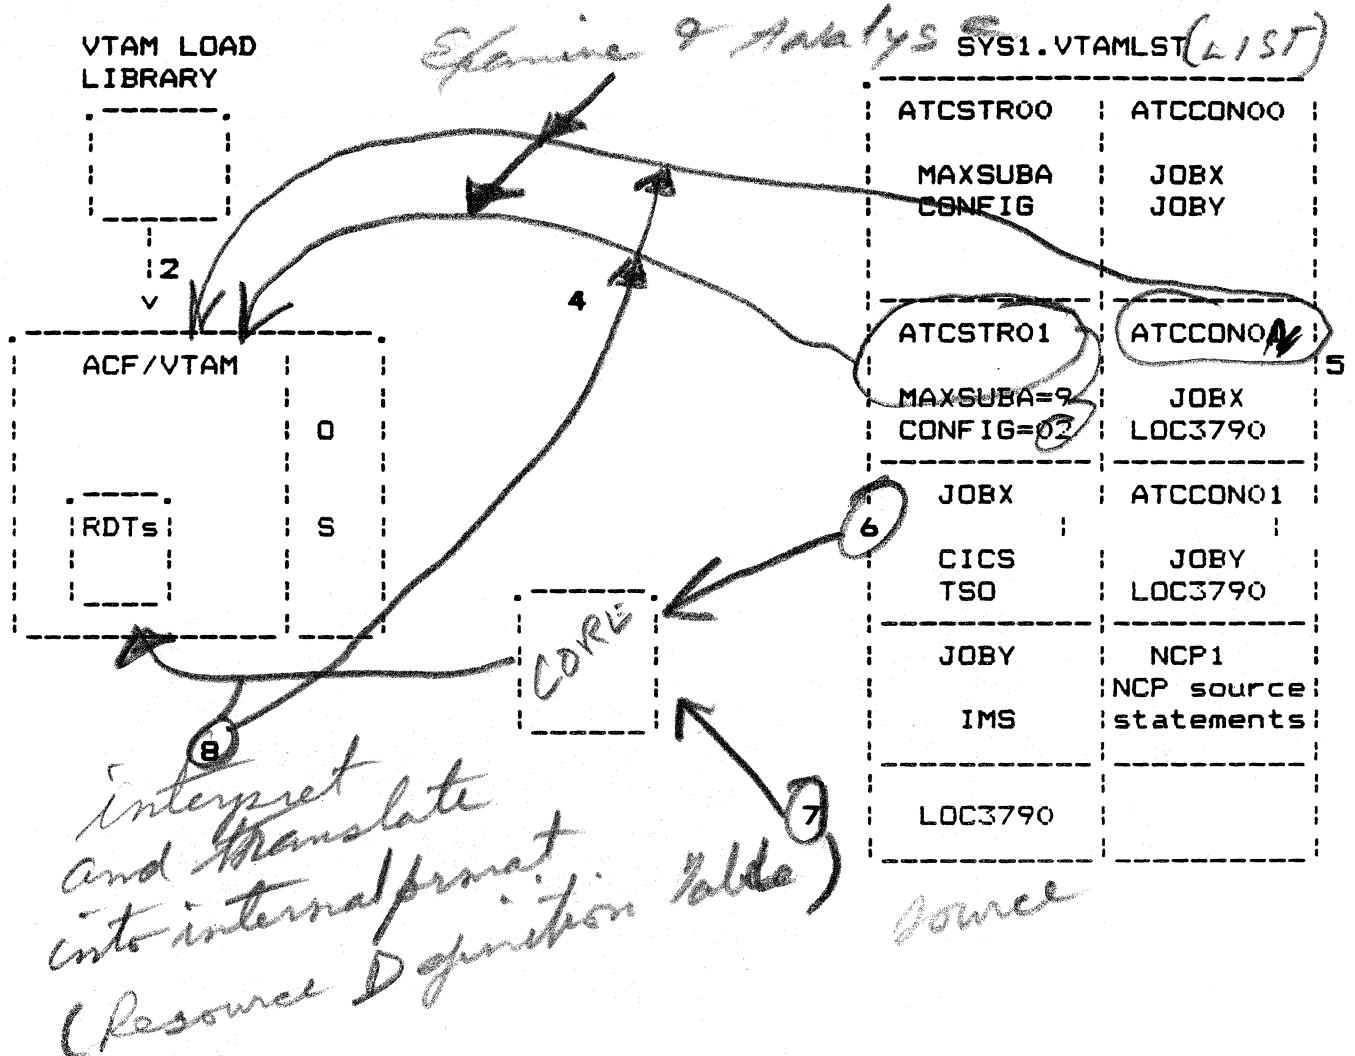 Examine & Analyse
VTAM LOAD
LIBRARY
SYS1.VTAMLST (LIST)
ATCSTR00
ATCCON00
MAXSUBA
CONFIG
JOBX
JOBY
2
4
ACF/VTAM
O
S
RDTs
ATCSTR01
ATCCON0
5
MAXSUBA=9
CONFIG=02
JOBX
LOC3790
6
JOBX
ATCCON01
CICS
TSO
JOBY
LOC3790
CORE
JOBY
IMS
NCP1
NCP source
statements
7
LOC3790
8
interpret
and translate
into internal format
(Resource Definition Table)
Source